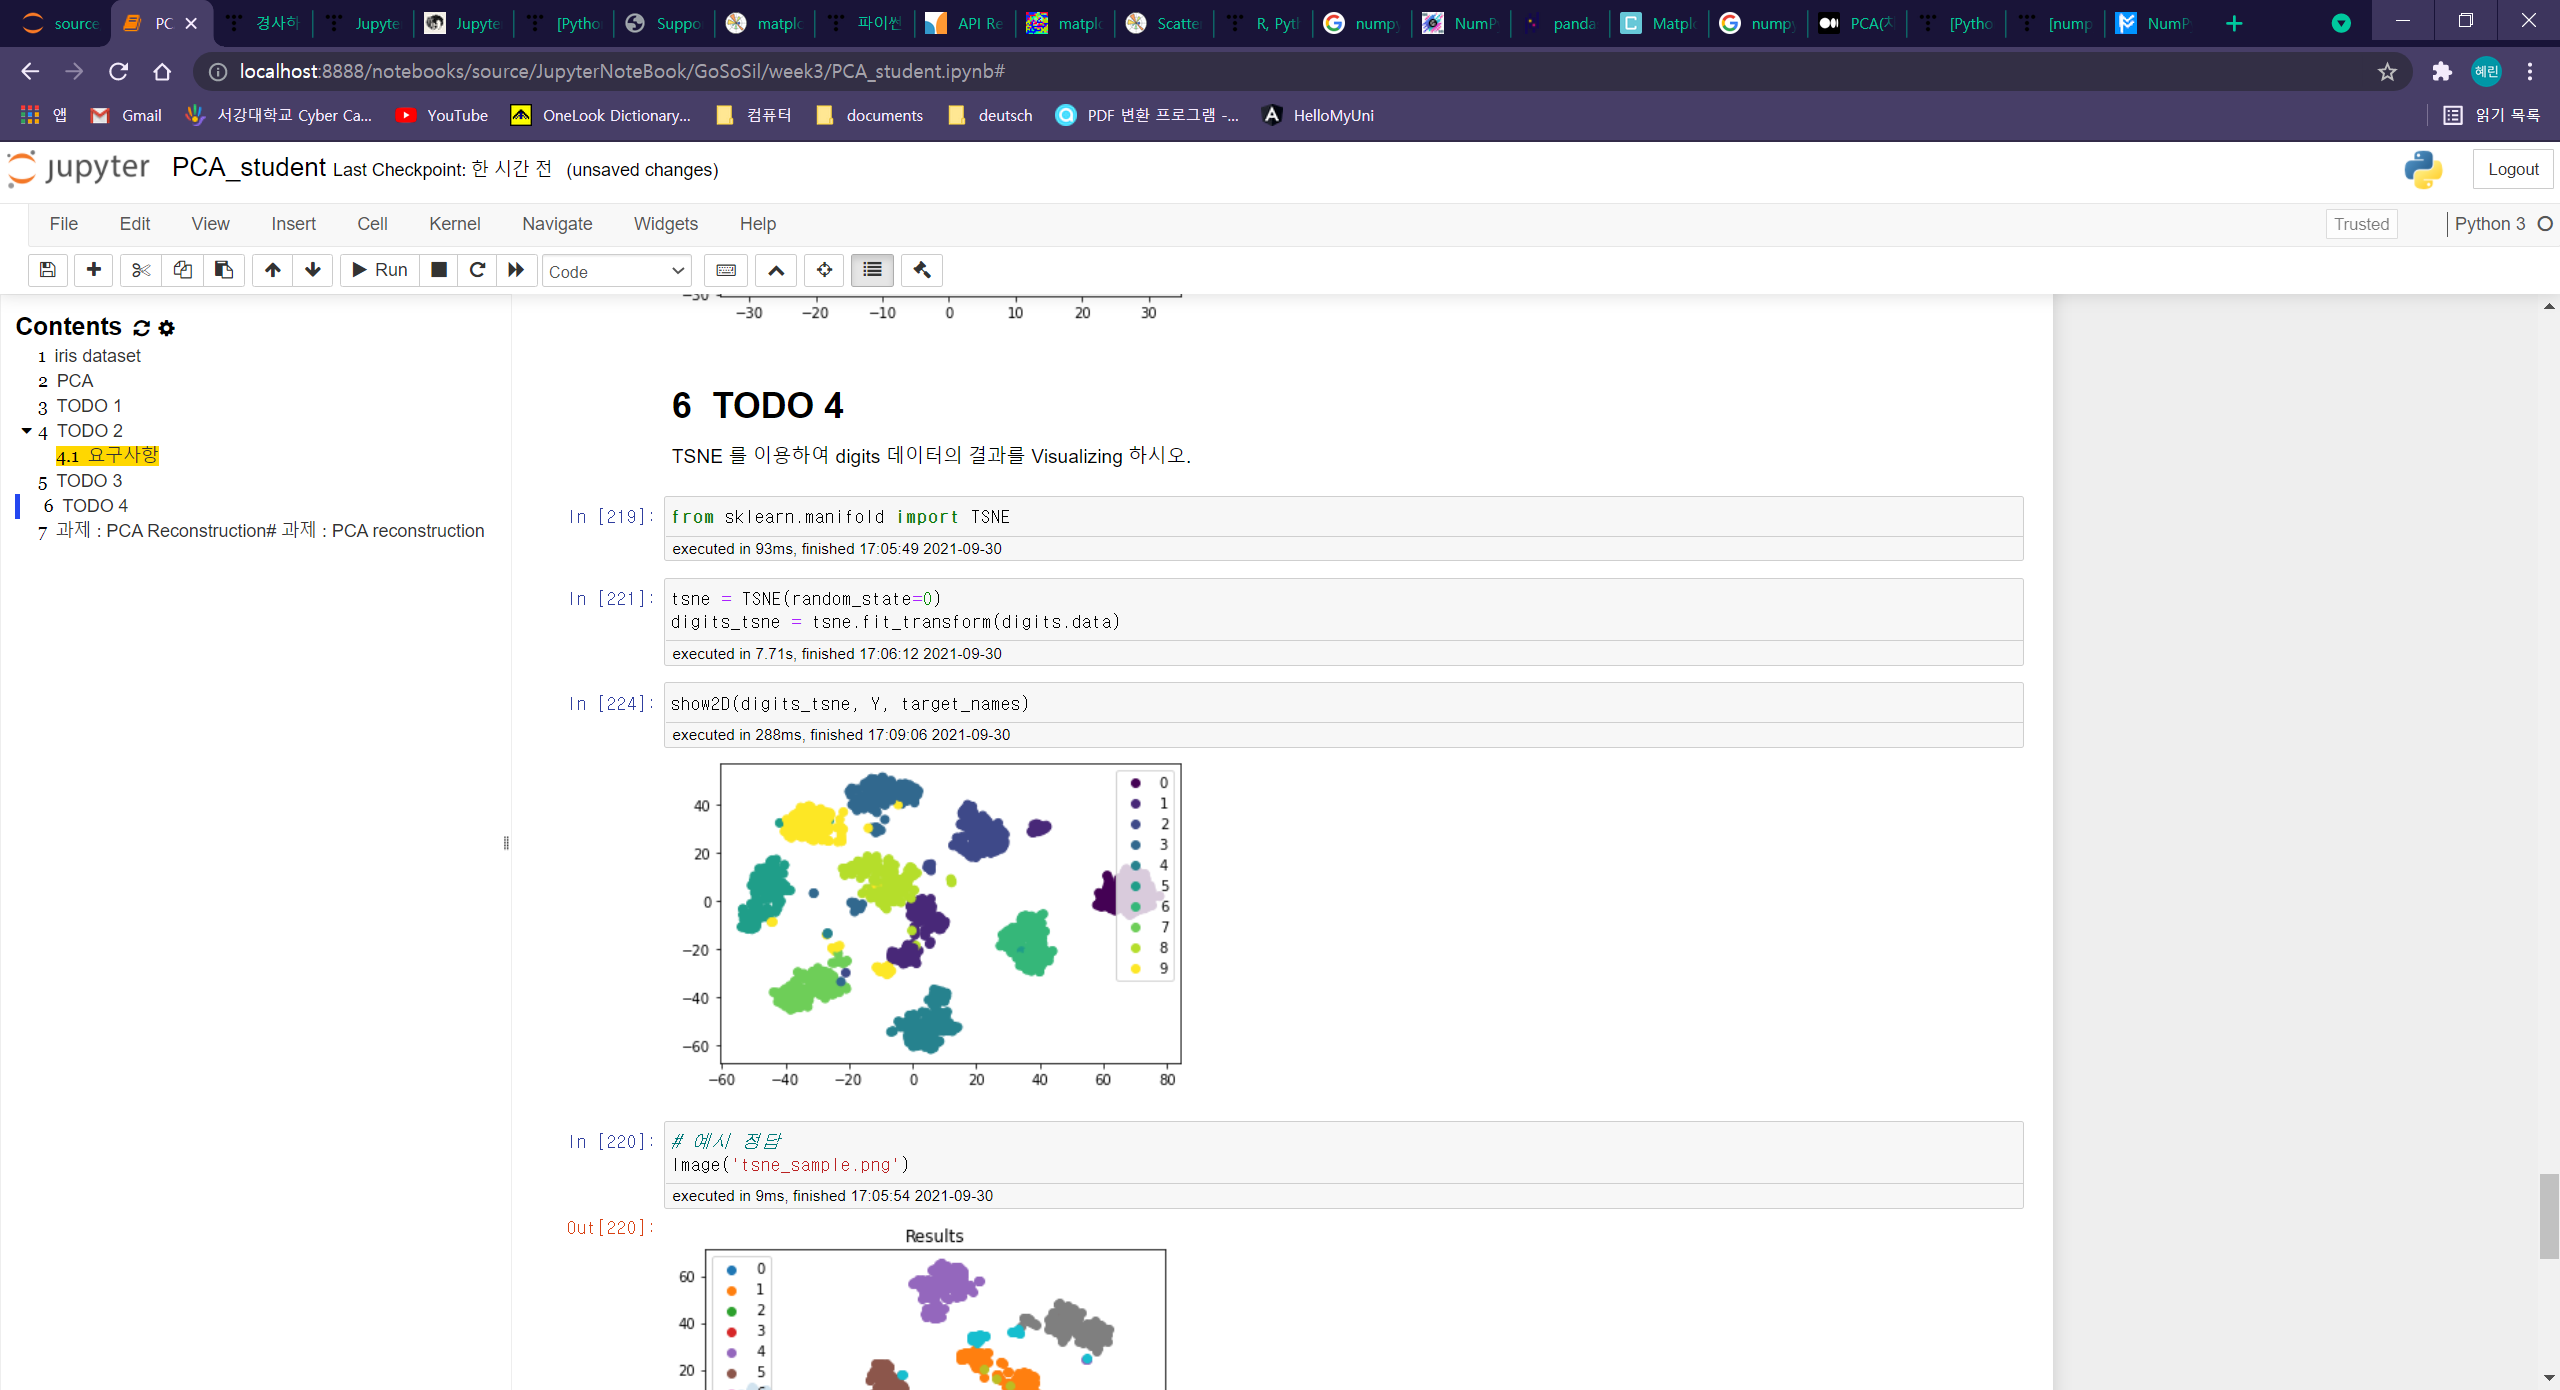 source PC 경사하 Jupyte Jupyte [Pytho Suppo matplo 파이썬 API Re matplo Scatte R, Pyt numpy NumP panda Matplo numpy PCA(차 [Pytho [nump NumP
localhost:8888/notebooks/source/JupyterNoteBook/GoSoSil/week3/PCA_student.ipynb# 혜린
앱 Gmail 서강대학교 Cyber Ca... YouTube OneLook Dictionary... 컴퓨터 documents deutsch PDF 변환 프로그램 -... HelloMyUni 읽기 목록
jupyter PCA_student Last Checkpoint: 한 시간 전 (unsaved changes) Logout
File Edit View Insert Cell Kernel Navigate Widgets Help Trusted Python 3
Run Code
Contents
1 iris dataset
2 PCA
3 TODO 1
4 TODO 2
4.1 요구사항
5 TODO 3
6 TODO 4
7 과제 : PCA Reconstruction# 과제 : PCA reconstruction
−30
−30 −20 −10 0 10 20 30
6 TODO 4
TSNE 를 이용하여 digits 데이터의 결과를 Visualizing 하시오.
In [219]: from sklearn.manifold import TSNE
executed in 93ms, finished 17:05:49 2021-09-30
In [221]: tsne = TSNE(random_state=0)
digits_tsne = tsne.fit_transform(digits.data)
executed in 7.71s, finished 17:06:12 2021-09-30
In [224]: show2D(digits_tsne, Y, target_names)
executed in 288ms, finished 17:09:06 2021-09-30
40
20
0
−20
−40
−60
−60 −40 −20 0 20 40 60 80
0
1
2
3
4
5
6
7
8
9
In [220]: # 예시 정답
Image('tsne_sample.png')
executed in 9ms, finished 17:05:54 2021-09-30
Out[220]:
Results
60
40
20
0
1
2
3
4
5